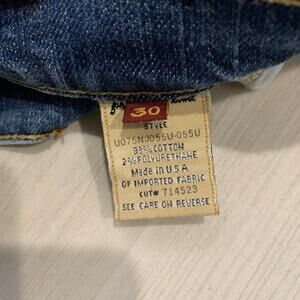 for
30
STYLE
U075NJ055U-055U
98% COTTON
2% POLYURETHANE
Made in U.S.A.
OF IMPORTED FABRIC
CUT# 714523
SEE CARE ON REVERSE